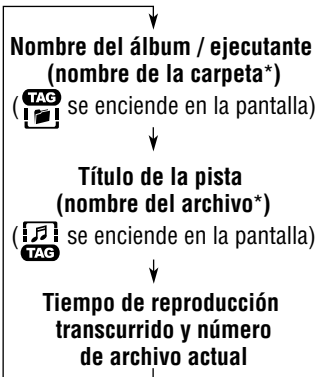 Nombre del álbum / ejecutante
(nombre de la carpeta*)
(TAG se enciende en la pantalla)
Título de la pista
(nombre del archivo*)
(TAG se enciende en la pantalla)
Tiempo de reproducción
transcurrido y número
de archivo actual